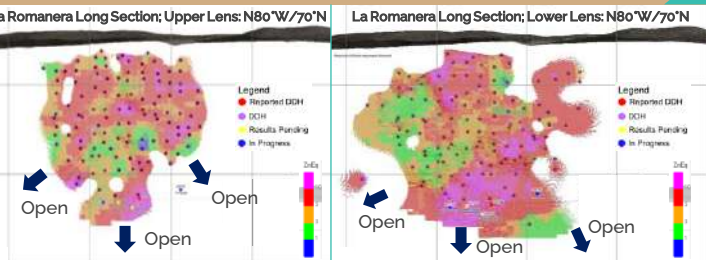 a Romanera Long Section; Upper Lens: N80°W/70°N
Legend
Reported DDH
DDH
Results Pending
In Progress
ZnEq
Open
Open
Open
La Romanera Long Section; Lower Lens: N80°W/70°N
Legend
Reported DDH
DDH
Results Pending
In Progress
ZnEq
Open
Open
Open